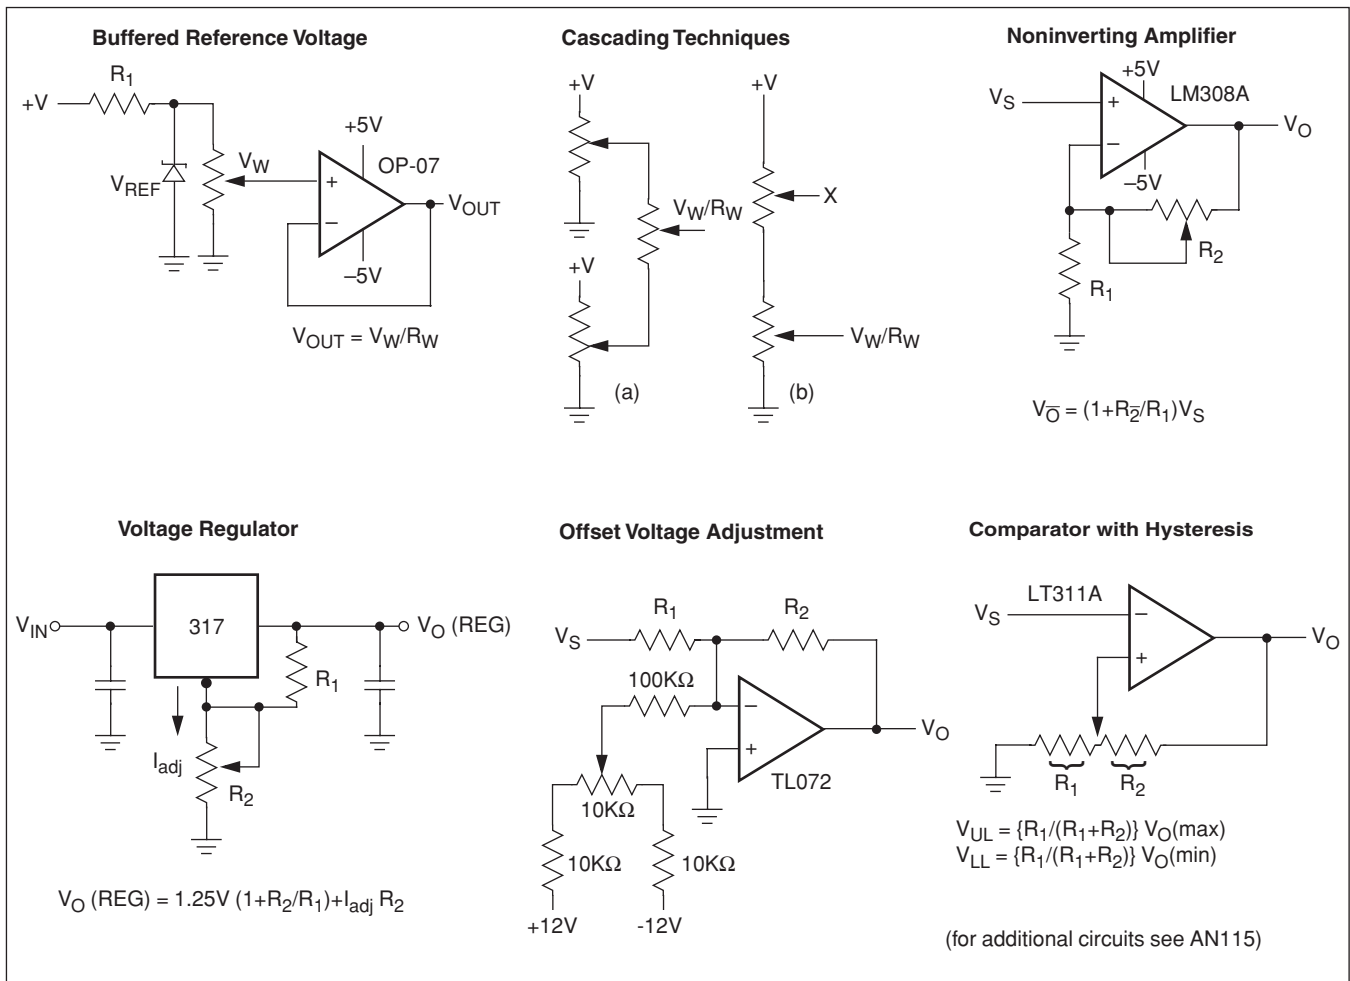 Buffered Reference Voltage
R1
+V
+5V
VW
OP-07
VREF
+
−
VOUT
–5V
VOUT = VW/RW
Cascading Techniques
+V
+V
VW/RW
X
+V
VW/RW
(a)
(b)
Noninverting Amplifier
+5V
LM308A
VS
+
VO
−
–5V
R2
R1
VO̅ = (1+R2̅/R1)VS
Voltage Regulator
VIN
317
VO (REG)
R1
Iadj
R2
VO (REG) = 1.25V (1+R2/R1)+Iadj R2
Offset Voltage Adjustment
R1
R2
VS
100KΩ
−
+
VO
TL072
10KΩ
10KΩ
10KΩ
+12V
-12V
Comparator with Hysteresis
LT311A
VS
−
VO
+
R1
R2
VUL = {R1/(R1+R2)} VO(max)
VLL = {R1/(R1+R2)} VO(min)
(for additional circuits see AN115)